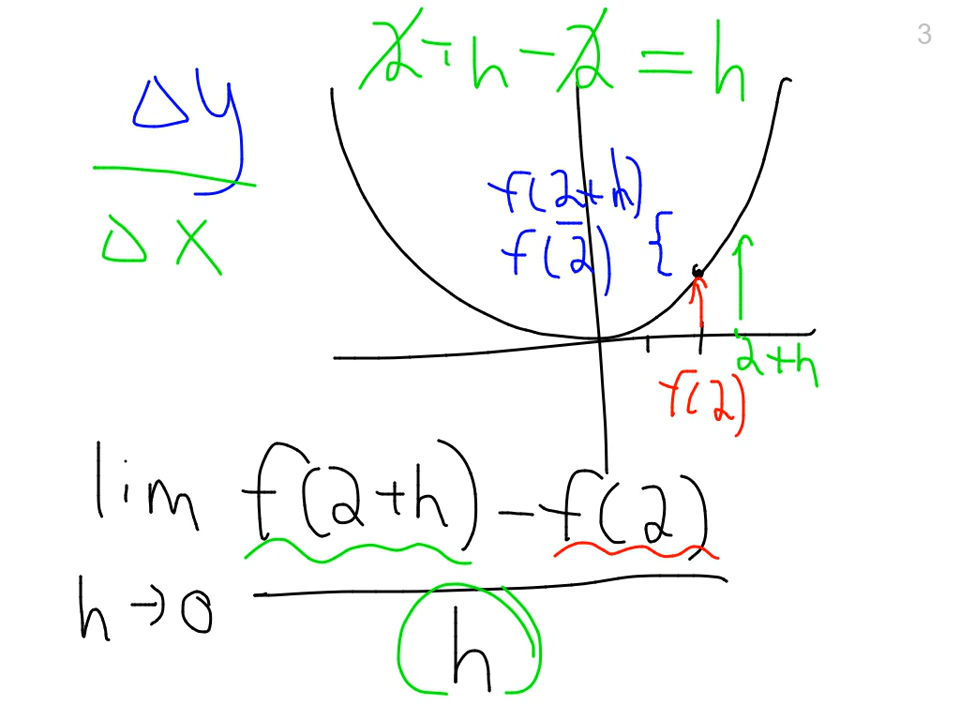 3
2+h-2=h
Δy
Δx
f(2+h)
-
f(2) {
2+h
f(2)
lim f(2+h)-f(2)
h→0 h